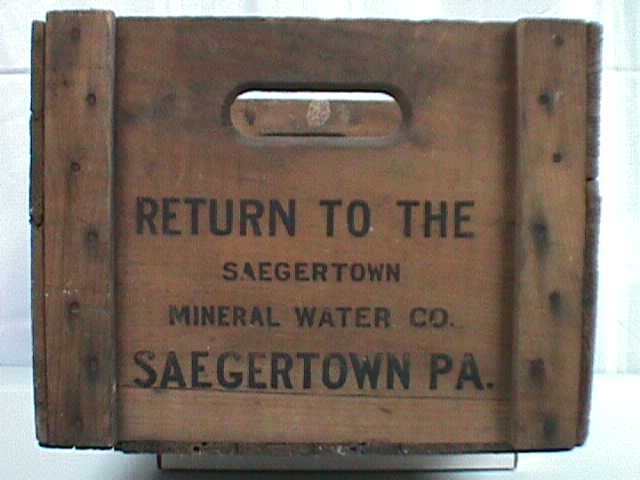 RETURN TO THE
SAEGERTOWN
MINERAL WATER CO.
SAEGERTOWN PA.